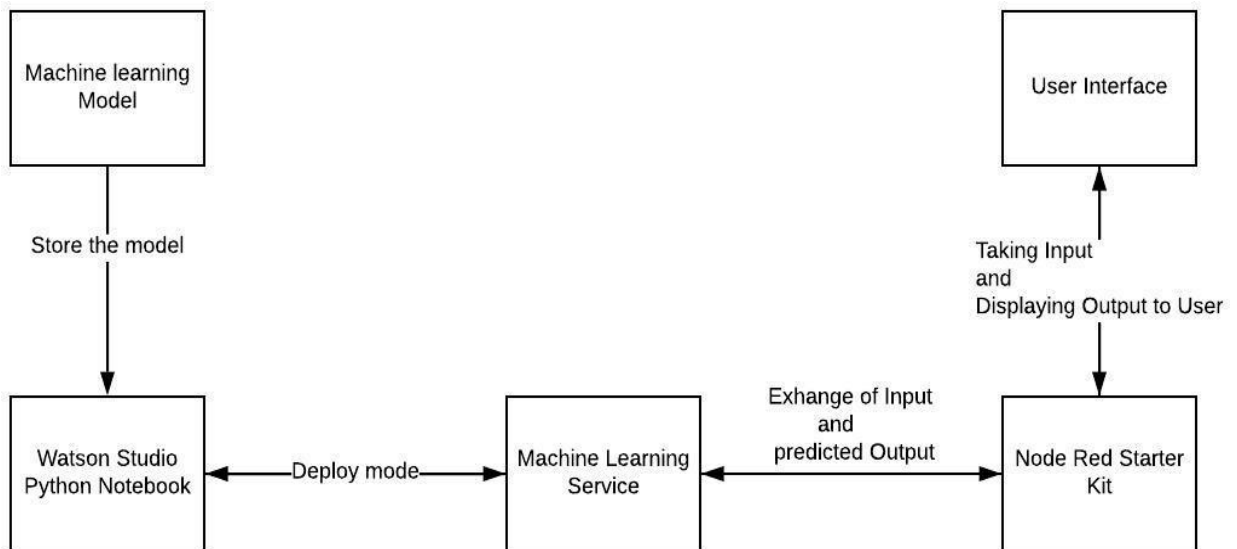 Machine learning
Model
User Interface
Store the model
Taking Input
and
Displaying Output to User
Watson Studio
Python Notebook
Deploy mode
Machine Learning
Service
Exhange of Input
and
predicted Output
Node Red Starter
Kit